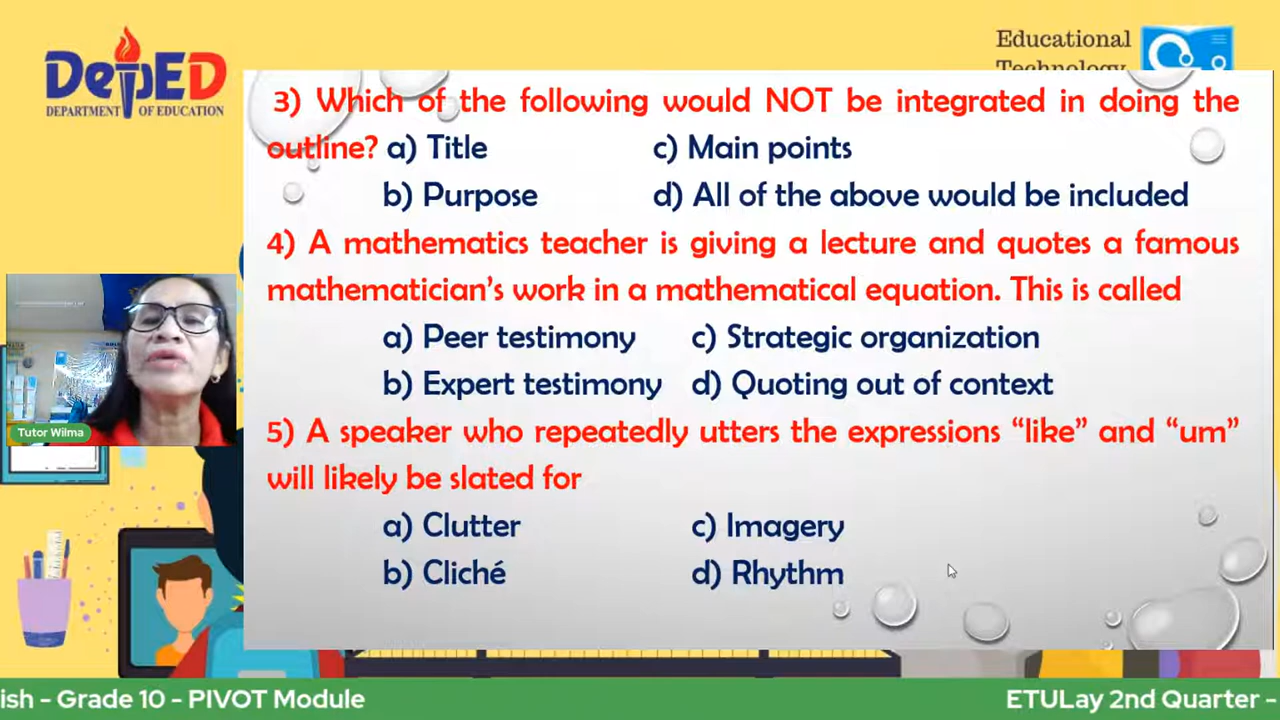 DepED
DEPARTMENT OF EDUCATION
Educational
Technology
3) Which of the following would NOT be integrated in doing the
outline? a) Title c) Main points
b) Purpose d) All of the above would be included
4) A mathematics teacher is giving a lecture and quotes a famous
mathematician's work in a mathematical equation. This is called
a) Peer testimony c) Strategic organization
b) Expert testimony d) Quoting out of context
5) A speaker who repeatedly utters the expressions “like” and “um”
will likely be slated for
a) Clutter c) Imagery
b) Cliché d) Rhythm
Tutor Wilma
ish - Grade 10 - PIVOT Module ETULay 2nd Quarter -